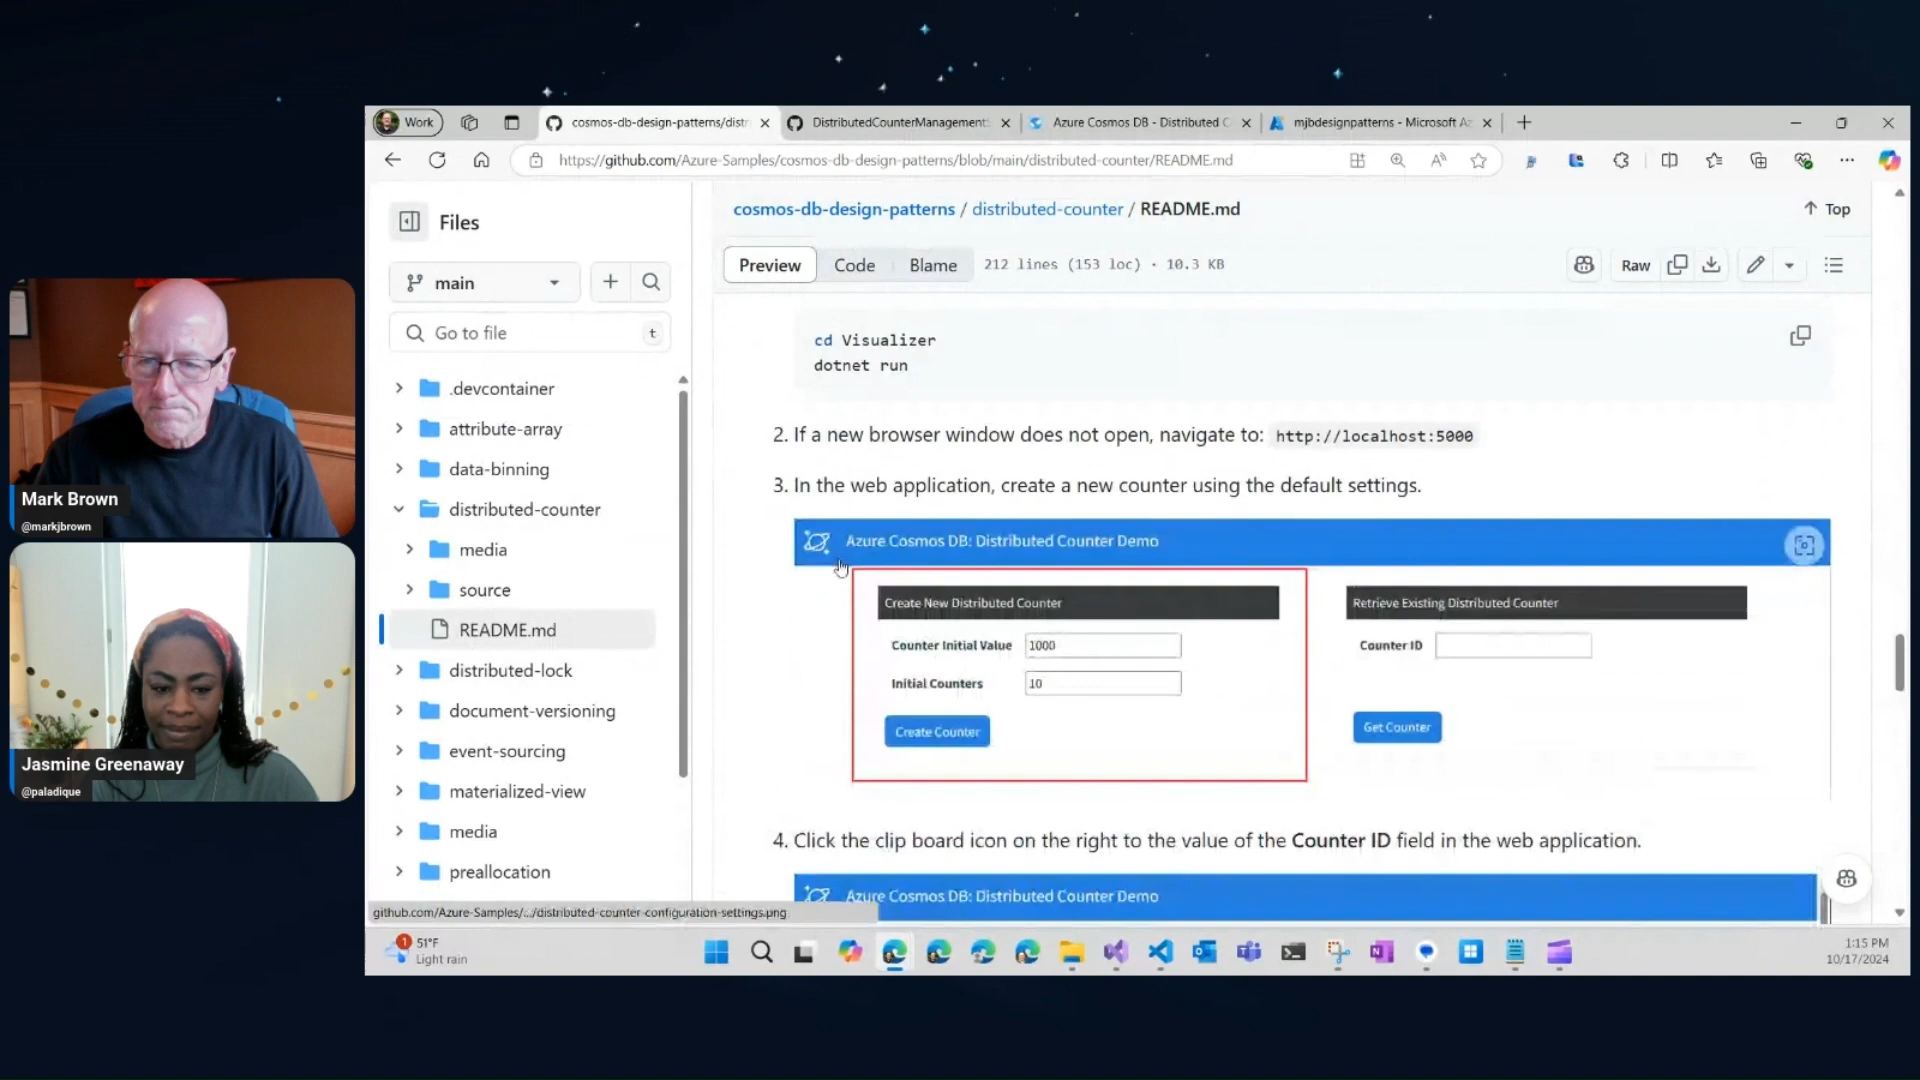 Work
cosmos-db-design-patterns/distr
DistributedCounterManagement
Azure Cosmos DB - Distributed C
mjbdesignpatterns - Microsoft Az
https://github.com/Azure-Samples/cosmos-db-design-patterns/blob/main/distributed-counter/README.md
Files
main
Go to file
t
.devcontainer
attribute-array
data-binning
distributed-counter
media
source
README.md
distributed-lock
document-versioning
event-sourcing
materialized-view
media
preallocation
github.com/Azure-Samples/.../distributed-counter-configuration-settings.png
cosmos-db-design-patterns / distributed-counter / README.md
Top
Preview
Code
Blame
212 lines (153 loc) · 10.3 KB
Raw
cd Visualizer
dotnet run
2. If a new browser window does not open, navigate to: http://localhost:5000
3. In the web application, create a new counter using the default settings.
Azure Cosmos DB: Distributed Counter Demo
Create New Distributed Counter
Counter Initial Value 1000
Initial Counters 10
Create Counter
Retrieve Existing Distributed Counter
Counter ID
Get Counter
4. Click the clip board icon on the right to the value of the Counter ID field in the web application.
Azure Cosmos DB: Distributed Counter Demo
1
51°F
Light rain
1:15 PM
10/17/2024
Mark Brown
@markjbrown
Jasmine Greenaway
@paladique